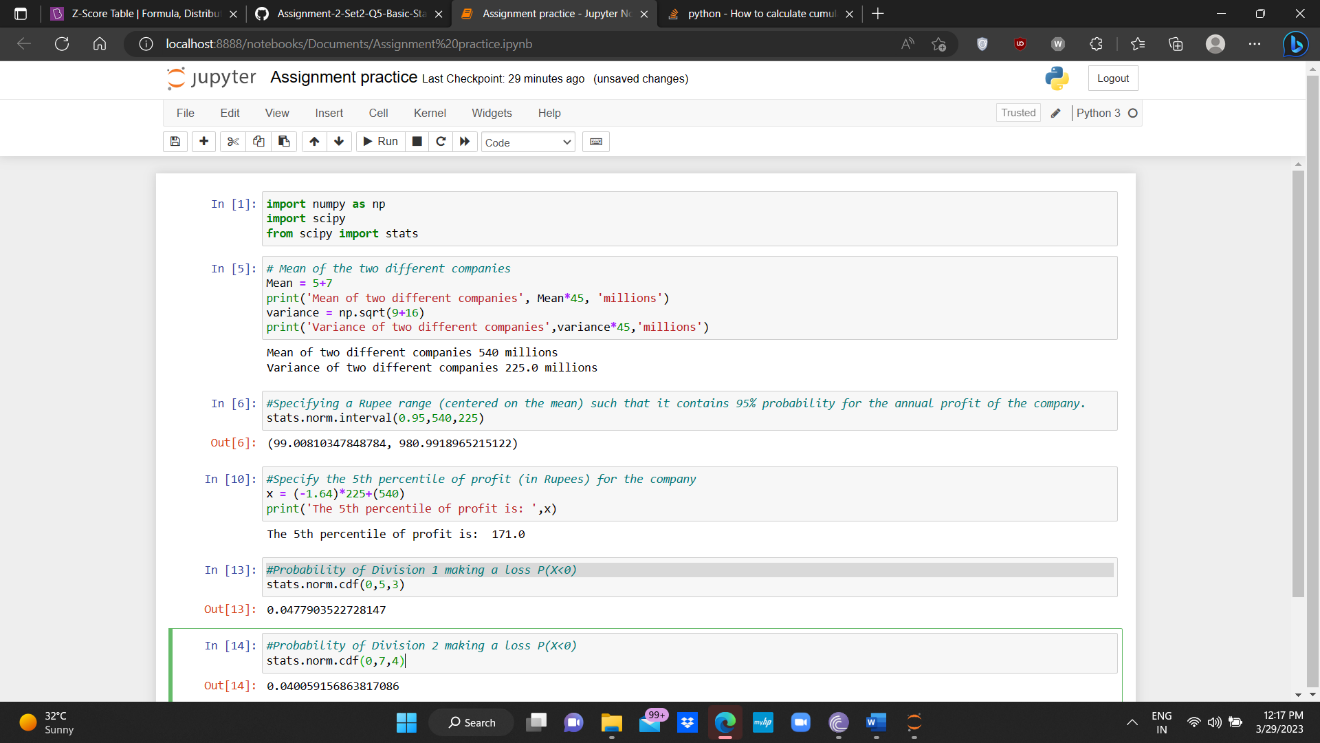 Z-Score Table | Formula, Distribut
Assignment-2-Set2-Q5-Basic-Sta
Assignment practice - Jupyter N
python - How to calculate cumul
localhost:8888/notebooks/Documents/Assignment%20practice.ipynb
jupyter Assignment practice Last Checkpoint: 29 minutes ago (unsaved changes)
Logout
File Edit View Insert Cell Kernel Widgets Help
Trusted Python 3
Run Code
In [1]: import numpy as np
import scipy
from scipy import stats
In [5]: # Mean of the two different companies
Mean = 5+7
print('Mean of two different companies', Mean*45, 'millions')
variance = np.sqrt(9+16)
print('Variance of two different companies',variance*45,'millions')
Mean of two different companies 540 millions
Variance of two different companies 225.0 millions
In [6]: #Specifying a Rupee range (centered on the mean) such that it contains 95% probability for the annual profit of the company.
stats.norm.interval(0.95,540,225)
Out[6]: (99.00810347848784, 980.9918965215122)
In [10]: #Specify the 5th percentile of profit (in Rupees) for the company
x = (-1.64)*225+(540)
print('The 5th percentile of profit is: ',x)
The 5th percentile of profit is:  171.0
In [13]: #Probability of Division 1 making a loss P(X<0)
stats.norm.cdf(0,5,3)
Out[13]: 0.0477903522728147
In [14]: #Probability of Division 2 making a loss P(X<0)
stats.norm.cdf(0,7,4)
Out[14]: 0.040059156863817086
32°C
Sunny
Search
99+
ENG
IN
12:17 PM
3/29/2023